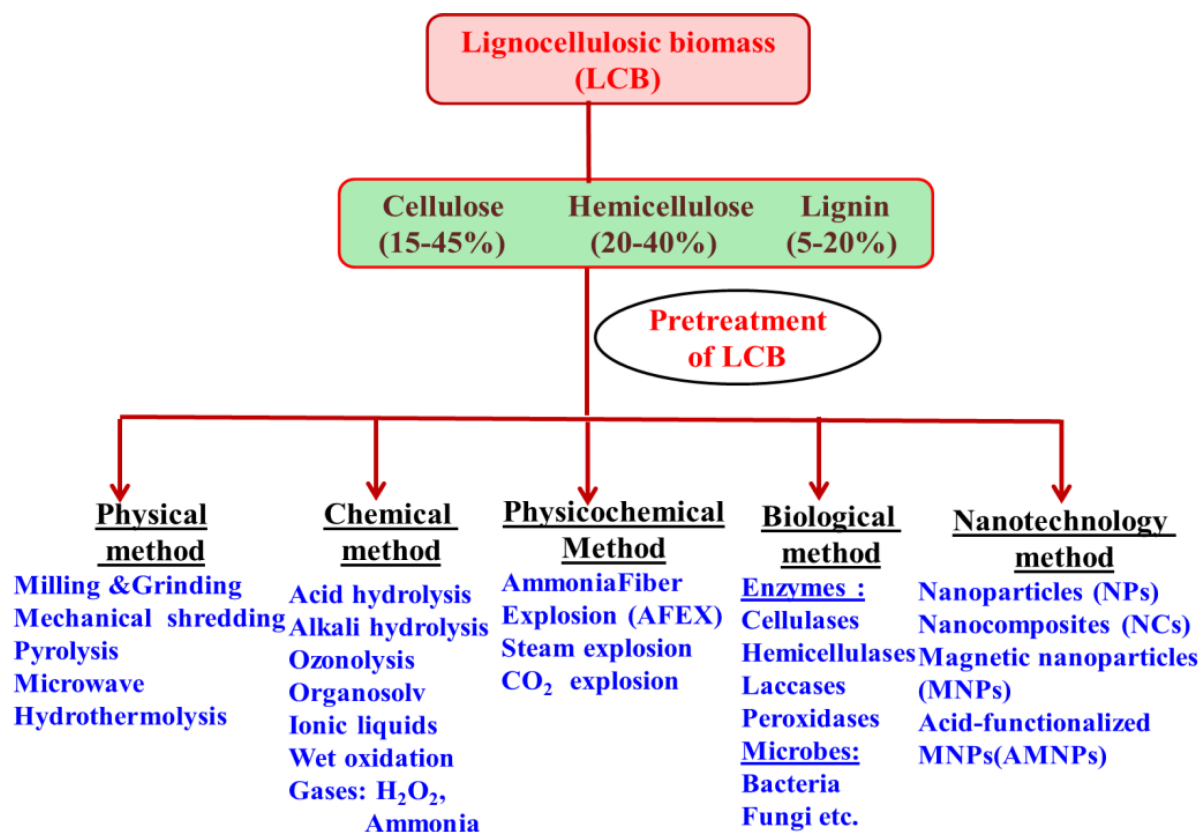 Lignocellulosic biomass
(LCB)
Cellulose
(15-45%)
Hemicellulose
(20-40%)
Lignin
(5-20%)
Pretreatment
of LCB
Physical
method
Milling &Grinding
Mechanical shredding
Pyrolysis
Microwave
Hydrothermolysis
Chemical
method
Acid hydrolysis
Alkali hydrolysis
Ozonolysis
Organosolv
Ionic liquids
Wet oxidation
Gases: H₂O₂,
Ammonia
Physicochemical
Method
AmmoniaFiber
Explosion (AFEX)
Steam explosion
CO₂ explosion
Biological
method
Enzymes :
Cellulases
Hemicellulases
Laccases
Peroxidases
Microbes:
Bacteria
Fungi etc.
Nanotechnology
method
Nanoparticles (NPs)
Nanocomposites (NCs)
Magnetic nanoparticles
(MNPs)
Acid-functionalized
MNPs(AMNPs)